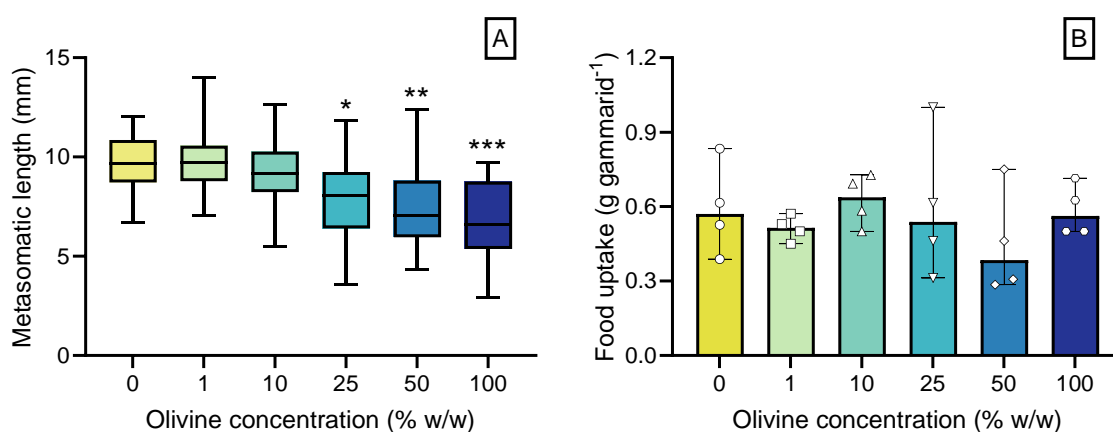 A
Metasomatic length (mm)
15
10
5
0
* ** ***
0 1 10 25 50 100
Olivine concentration (% w/w)
B
Food uptake (g gammarid⁻¹)
1.2
0.9
0.6
0.3
0.0
0 1 10 25 50 100
Olivine concentration (% w/w)